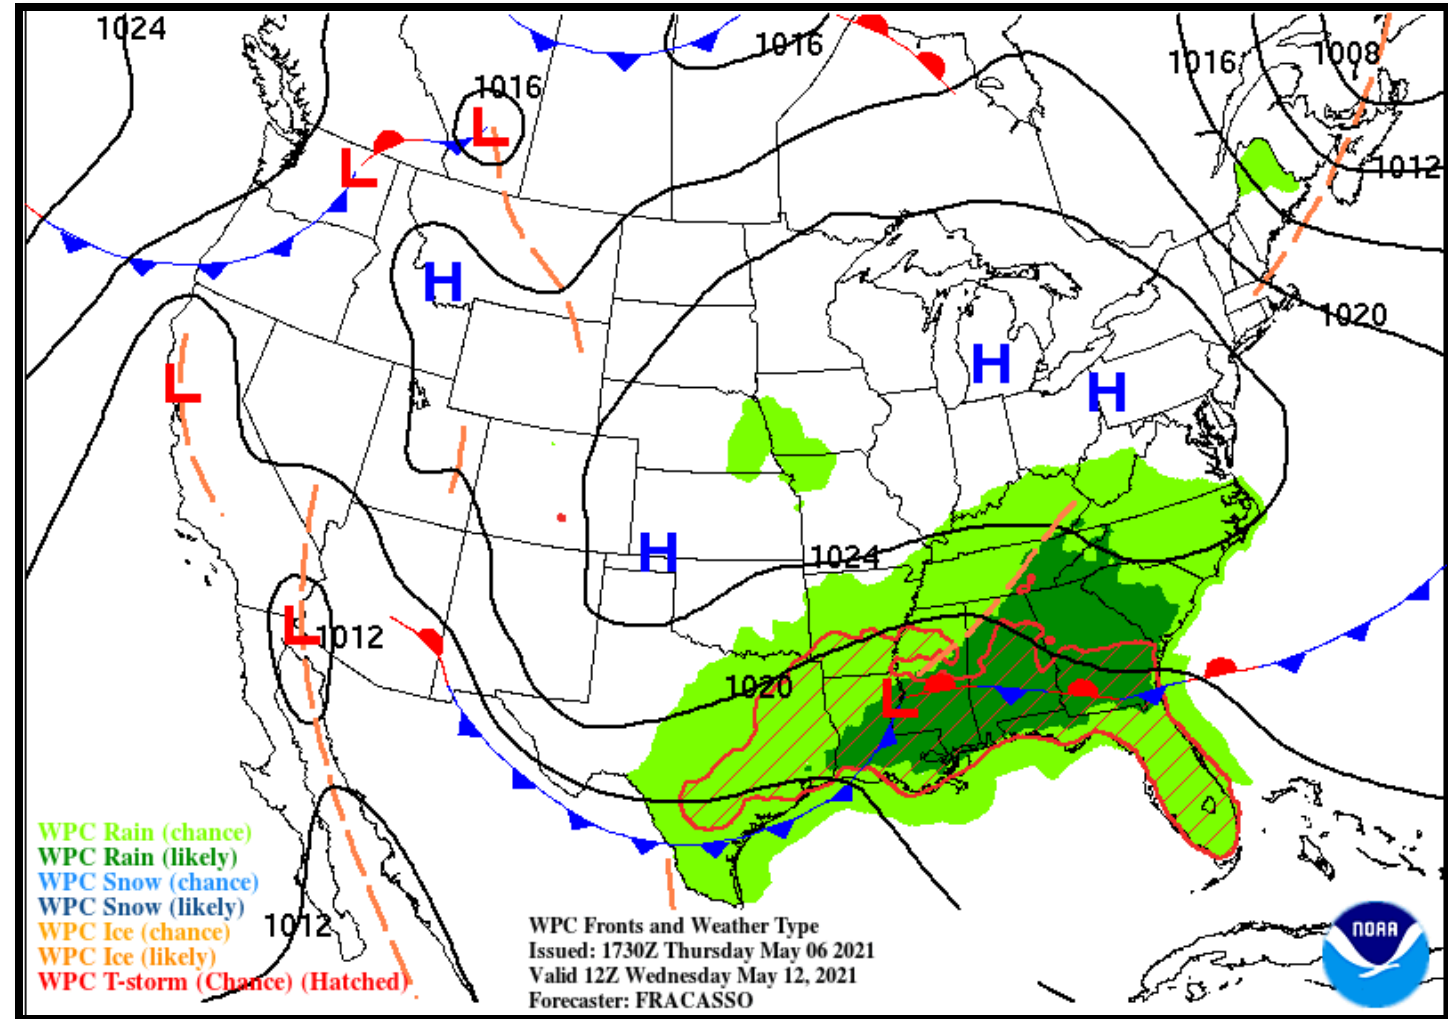 1024
1016
1016
1016
1008
L
L
1012
H
1020
H
H
L
H
1024
L
1012
1020
L
1012
WPC Rain (chance)
WPC Rain (likely)
WPC Snow (chance)
WPC Snow (likely)
WPC Ice (chance)
WPC Ice (likely)
WPC T-storm (Chance) (Hatched)
WPC Fronts and Weather Type
Issued: 1730Z Thursday May 06 2021
Valid 12Z Wednesday May 12, 2021
Forecaster: FRACASSO
NOAA